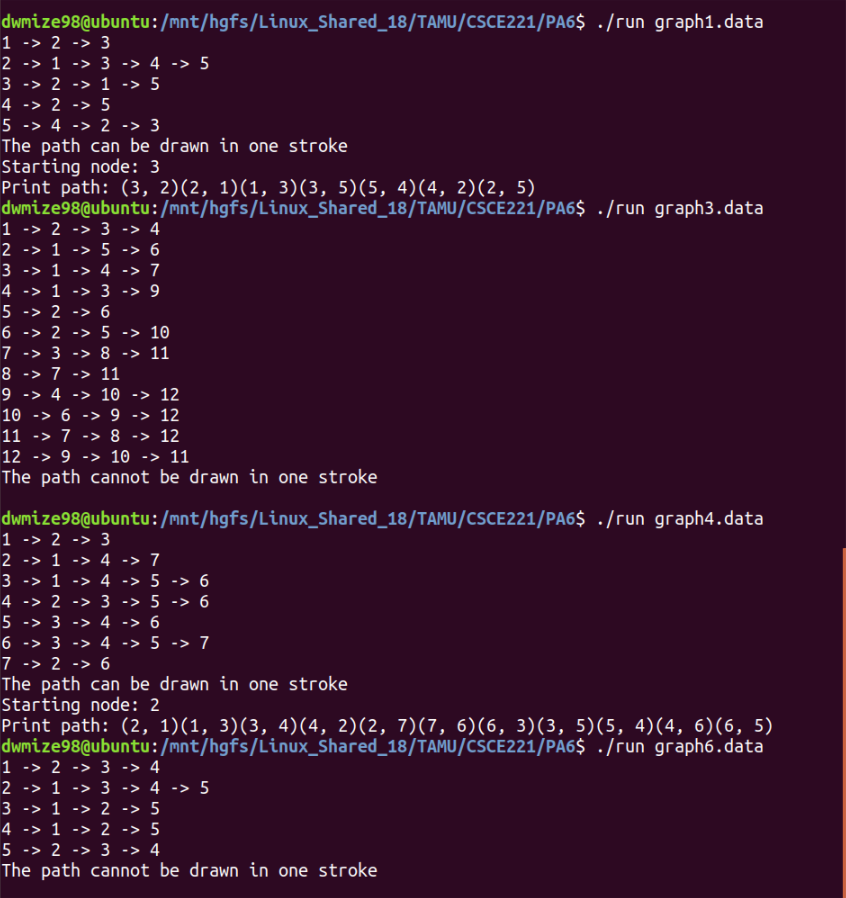 dwmize98@ubuntu:/mnt/hgfs/Linux_Shared_18/TAMU/CSCE221/PA6$ ./run graph1.data
1 -> 2 -> 3
2 -> 1 -> 3 -> 4 -> 5
3 -> 2 -> 1 -> 5
4 -> 2 -> 5
5 -> 4 -> 2 -> 3
The path can be drawn in one stroke
Starting node: 3
Print path: (3, 2)(2, 1)(1, 3)(3, 5)(5, 4)(4, 2)(2, 5)
dwmize98@ubuntu:/mnt/hgfs/Linux_Shared_18/TAMU/CSCE221/PA6$ ./run graph3.data
1 -> 2 -> 3 -> 4
2 -> 1 -> 5 -> 6
3 -> 1 -> 4 -> 7
4 -> 1 -> 3 -> 9
5 -> 2 -> 6
6 -> 2 -> 5 -> 10
7 -> 3 -> 8 -> 11
8 -> 7 -> 11
9 -> 4 -> 10 -> 12
10 -> 6 -> 9 -> 12
11 -> 7 -> 8 -> 12
12 -> 9 -> 10 -> 11
The path cannot be drawn in one stroke
dwmize98@ubuntu:/mnt/hgfs/Linux_Shared_18/TAMU/CSCE221/PA6$ ./run graph4.data
1 -> 2 -> 3
2 -> 1 -> 4 -> 7
3 -> 1 -> 4 -> 5 -> 6
4 -> 2 -> 3 -> 5 -> 6
5 -> 3 -> 4 -> 6
6 -> 3 -> 4 -> 5 -> 7
7 -> 2 -> 6
The path can be drawn in one stroke
Starting node: 2
Print path: (2, 1)(1, 3)(3, 4)(4, 2)(2, 7)(7, 6)(6, 3)(3, 5)(5, 4)(4, 6)(6, 5)
dwmize98@ubuntu:/mnt/hgfs/Linux_Shared_18/TAMU/CSCE221/PA6$ ./run graph6.data
1 -> 2 -> 3 -> 4
2 -> 1 -> 3 -> 4 -> 5
3 -> 1 -> 2 -> 5
4 -> 1 -> 2 -> 5
5 -> 2 -> 3 -> 4
The path cannot be drawn in one stroke